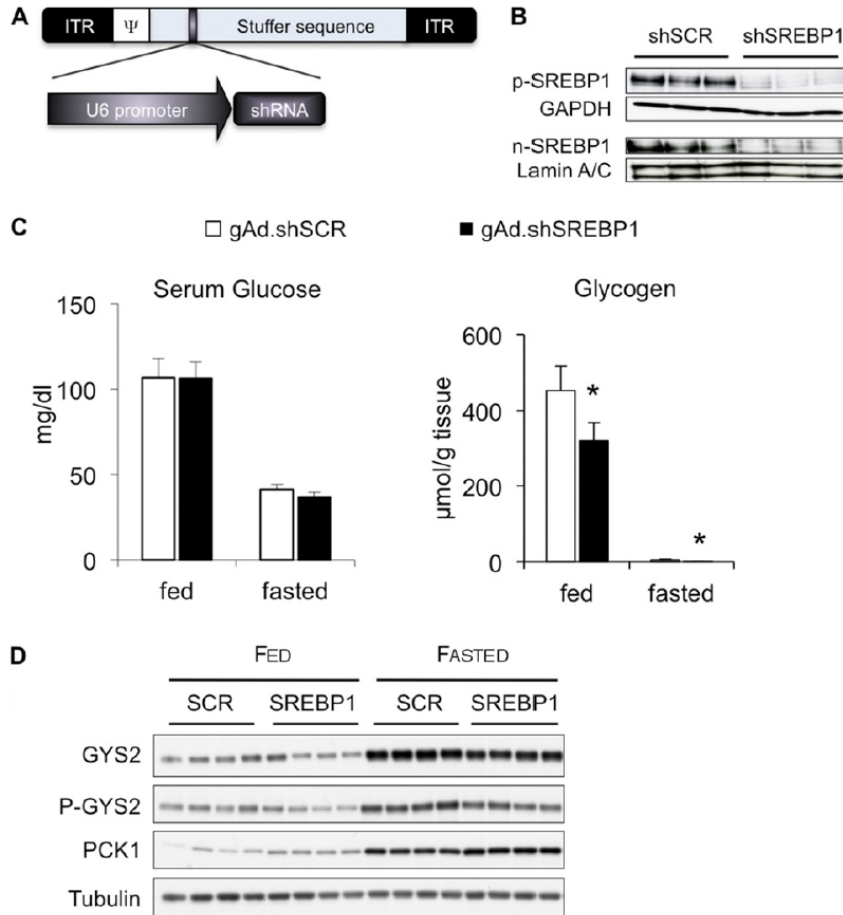 A
ITR Ψ Stuffer sequence ITR
U6 promoter shRNA
B
shSCR shSREBP1
p-SREBP1
GAPDH
n-SREBP1
Lamin A/C
C
gAd.shSCR gAd.shSREBP1
Serum Glucose
150
100
50
0
mg/dl
fed fasted
Glycogen
600
400
200
0
µmol/g tissue
* *
fed fasted
D
FED FASTED
SCR SREBP1 SCR SREBP1
GYS2
P-GYS2
PCK1
Tubulin